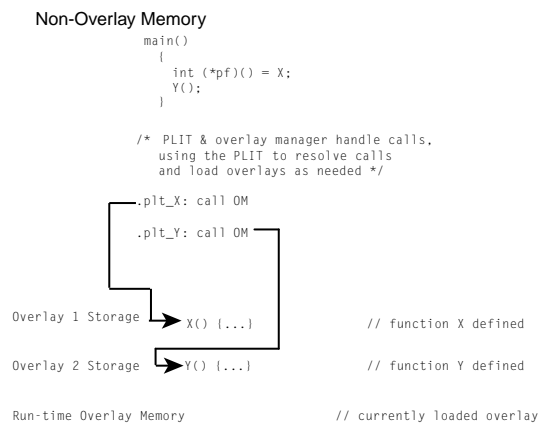 Non-Overlay Memory
main()
{
int (*pf)() = X;
Y();
}
/* PLIT & overlay manager handle calls,
using the PLIT to resolve calls
and load overlays as needed */
.plt_X: call OM
.plt_Y: call OM
Overlay 1 Storage X() {...} // function X defined
Overlay 2 Storage Y() {...} // function Y defined
Run-time Overlay Memory // currently loaded overlay